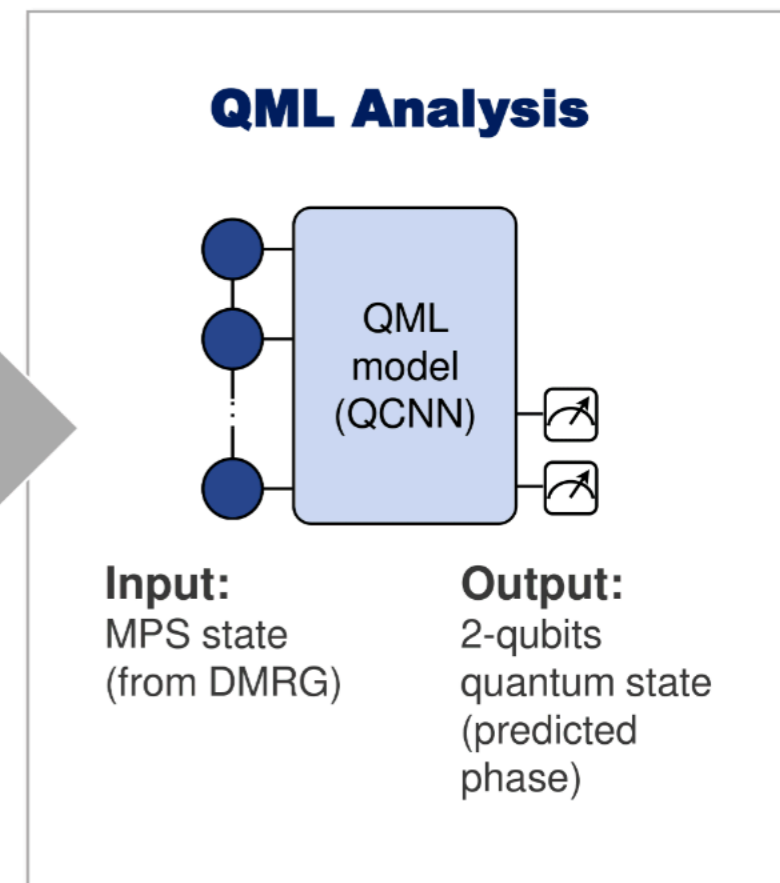 QML Analysis
QML
model
(QCNN)
Input:
MPS state
(from DMRG)
Output:
2-qubits
quantum state
(predicted
phase)